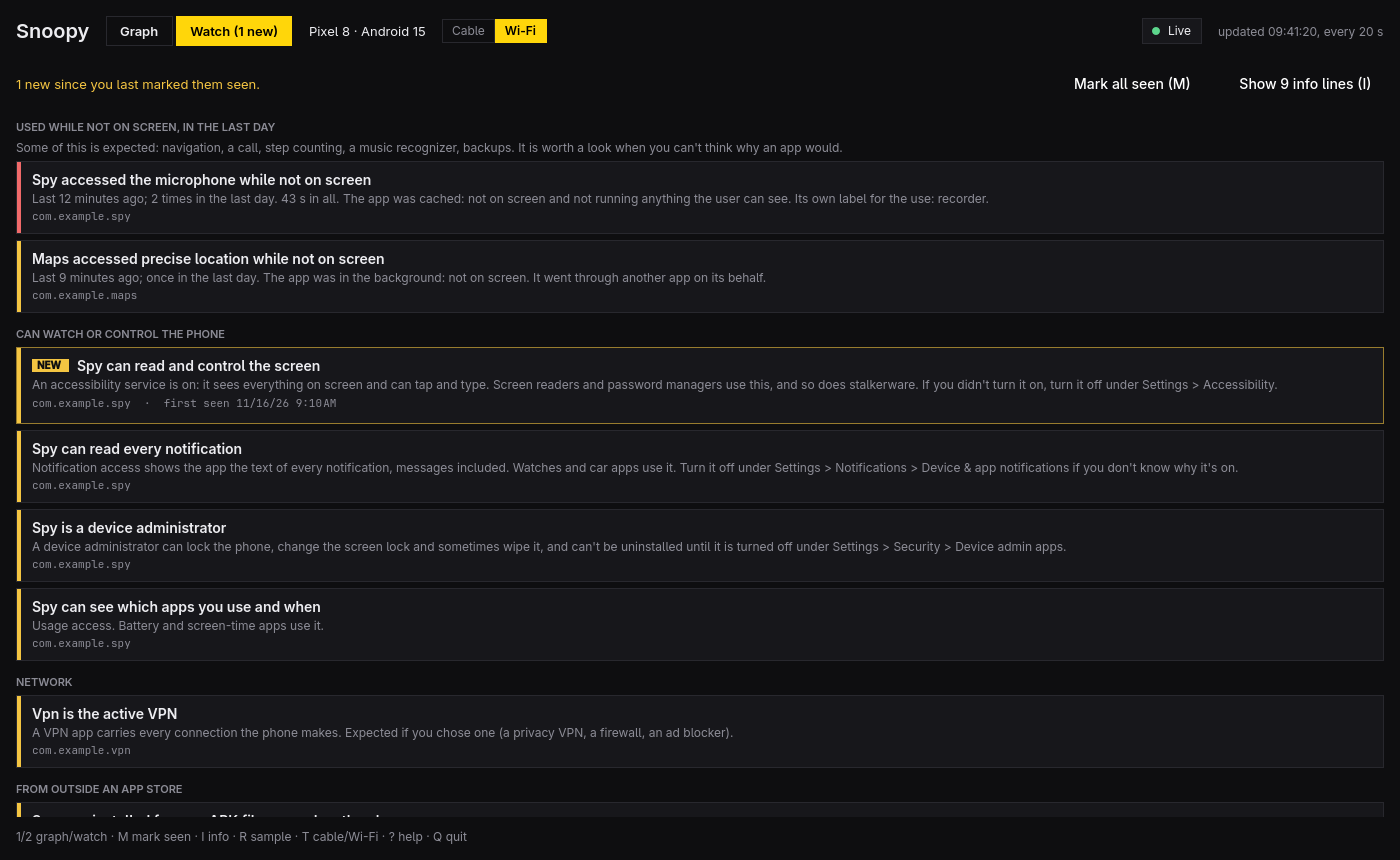 Snoopy
Graph
Watch (1 new)
Pixel 8 · Android 15
Cable
Wi-Fi
Live
updated 09:41:20, every 20 s
1 new since you last marked them seen.
Mark all seen (M)
Show 9 info lines (I)
USED WHILE NOT ON SCREEN, IN THE LAST DAY
Some of this is expected: navigation, a call, step counting, a music recognizer, backups. It is worth a look when you can't think why an app would.
Spy accessed the microphone while not on screen
Last 12 minutes ago; 2 times in the last day. 43 s in all. The app was cached: not on screen and not running anything the user can see. Its own label for the use: recorder.
com.example.spy
Maps accessed precise location while not on screen
Last 9 minutes ago; once in the last day. The app was in the background: not on screen. It went through another app on its behalf.
com.example.maps
CAN WATCH OR CONTROL THE PHONE
NEW Spy can read and control the screen
An accessibility service is on: it sees everything on screen and can tap and type. Screen readers and password managers use this, and so does stalkerware. If you didn't turn it on, turn it off under Settings > Accessibility.
com.example.spy · first seen 11/16/26 9:10 AM
Spy can read every notification
Notification access shows the app the text of every notification, messages included. Watches and car apps use it. Turn it off under Settings > Notifications > Device & app notifications if you don't know why it's on.
com.example.spy
Spy is a device administrator
A device administrator can lock the phone, change the screen lock and sometimes wipe it, and can't be uninstalled until it is turned off under Settings > Security > Device admin apps.
com.example.spy
Spy can see which apps you use and when
Usage access. Battery and screen-time apps use it.
com.example.spy
NETWORK
Vpn is the active VPN
A VPN app carries every connection the phone makes. Expected if you chose one (a privacy VPN, a firewall, an ad blocker).
com.example.vpn
FROM OUTSIDE AN APP STORE
1/2 graph/watch · M mark seen · I info · R sample · T cable/Wi-Fi · ? help · Q quit